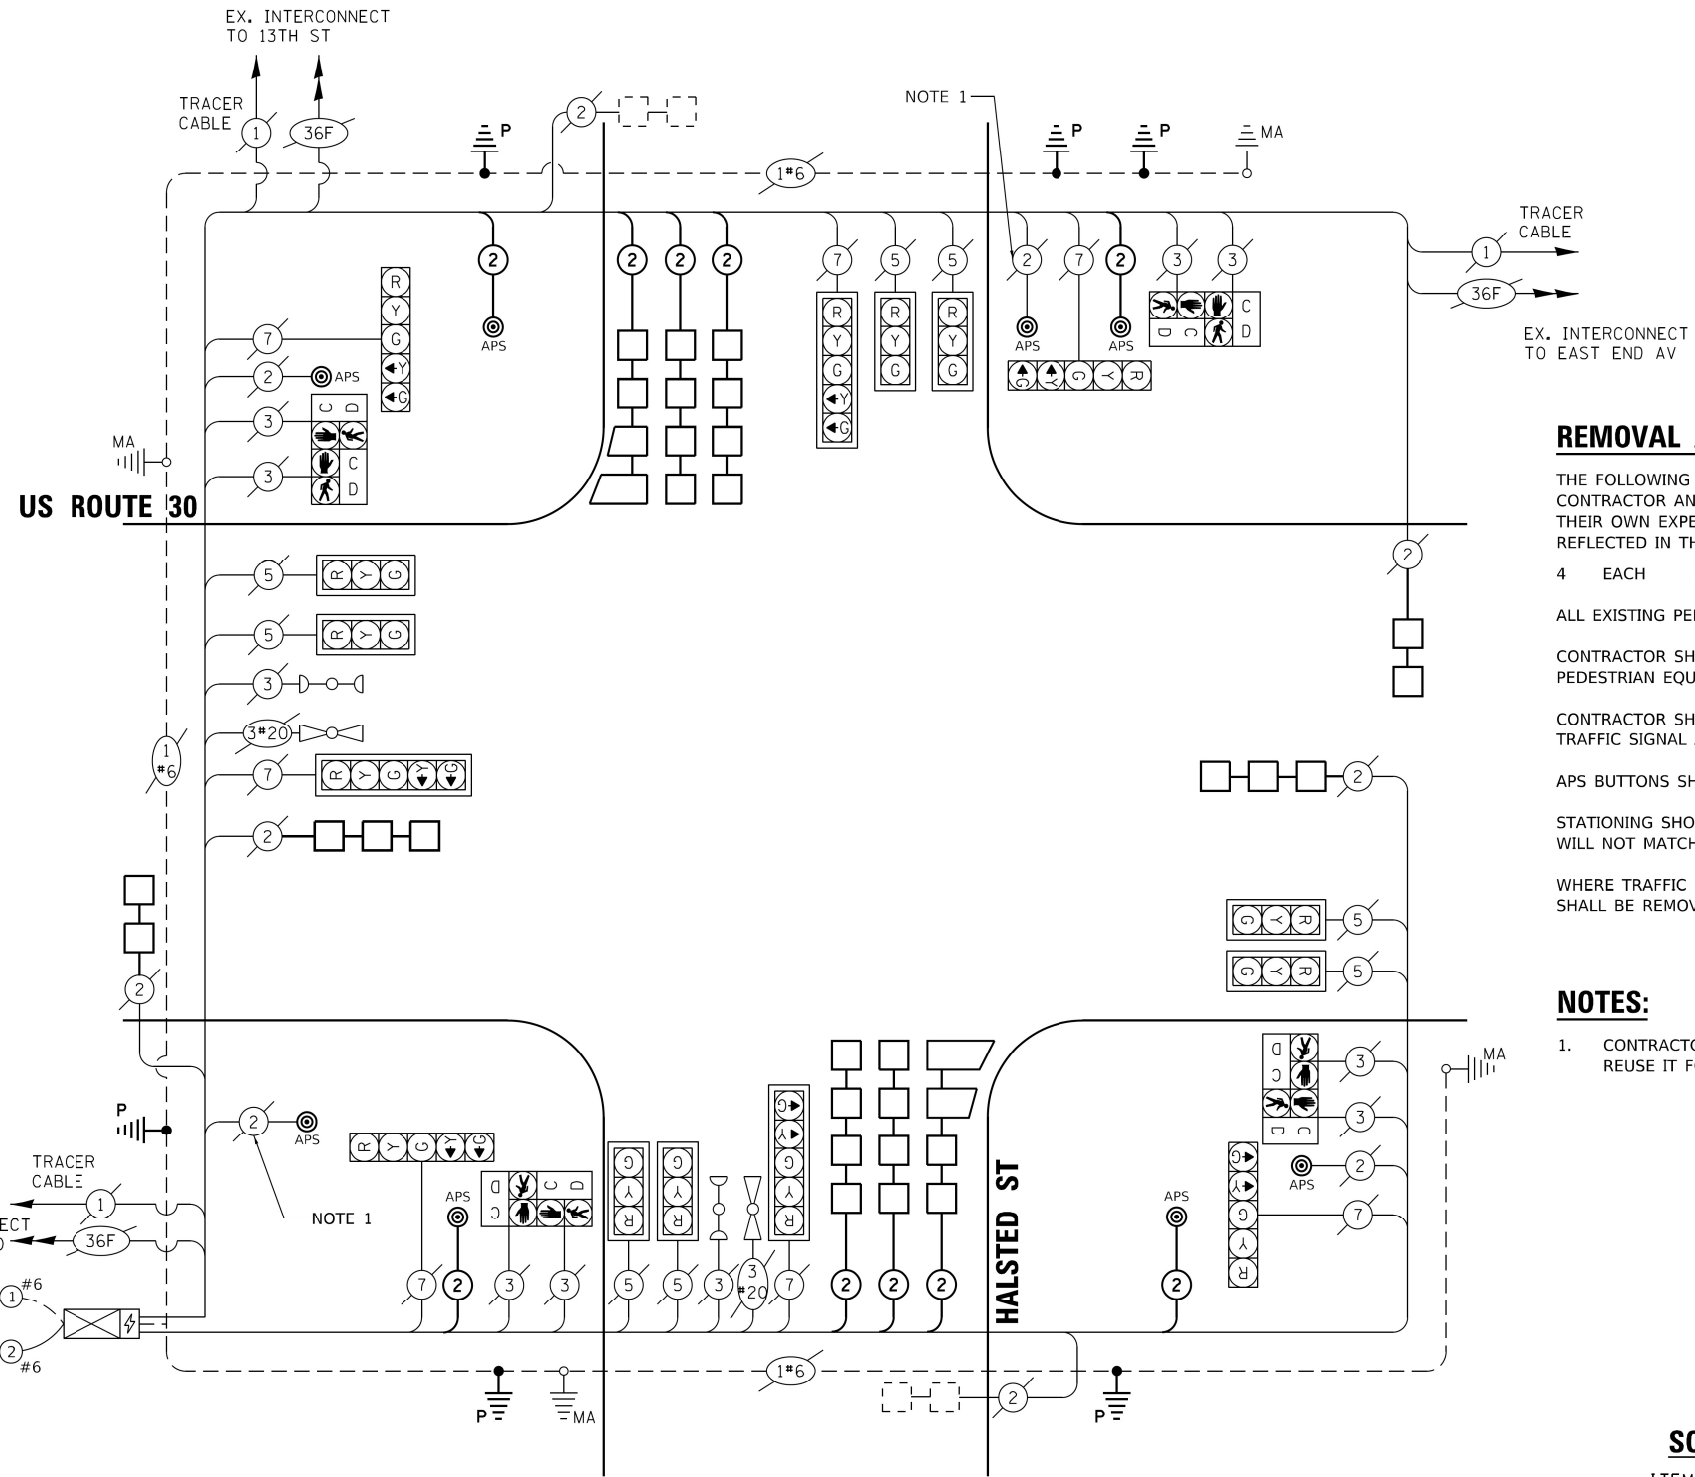 EX. INTERCONNECT
TO 13TH ST
TRACER
CABLE
1
36F
2
P
1#6
NOTE 1
P
P
MA
TRACER
CABLE
1
36F
EX. INTERCONNECT
TO EAST END AV
2
APS
2
2
2
7
R
Y
G
Y
G
5
R
Y
G
5
R
Y
G
2
APS
7
G
Y
G
Y
R
2
APS
3
3
C
D
D
C
R
Y
G
Y
G
7
2
APS
3
C
D
3
C
D
MA
US ROUTE 30
5
R Y G
5
R Y G
3
3#20
7
R Y G Y G
2
1
#6
2
2
2
5
G Y R
5
G Y R
2
P
2
APS
NOTE 1
TRACER
CABLE
1
36F
ECT
1
#6
2
#6
R Y G Y G
7
APS
2
D
C
C
D
3
3
G
Y
R
5
G
Y
R
5
3
3
#20
G
Y
G
Y
R
7
2
2
2
HALSTED ST
APS
2
D
C
3
D
C
3
APS
2
G
Y
G
Y
R
7
MA
P
MA
1#6
2
P
REMOVAL
THE FOLLOWING
CONTRACTOR AN
THEIR OWN EXPE
REFLECTED IN TH
4 EACH
ALL EXISTING PE
CONTRACTOR SH
PEDESTRIAN EQU
CONTRACTOR SH
TRAFFIC SIGNAL
APS BUTTONS SH
STATIONING SHO
WILL NOT MATCH
WHERE TRAFFIC
SHALL BE REMOV
NOTES:
1. CONTRACTO
REUSE IT F
SC
ITEM